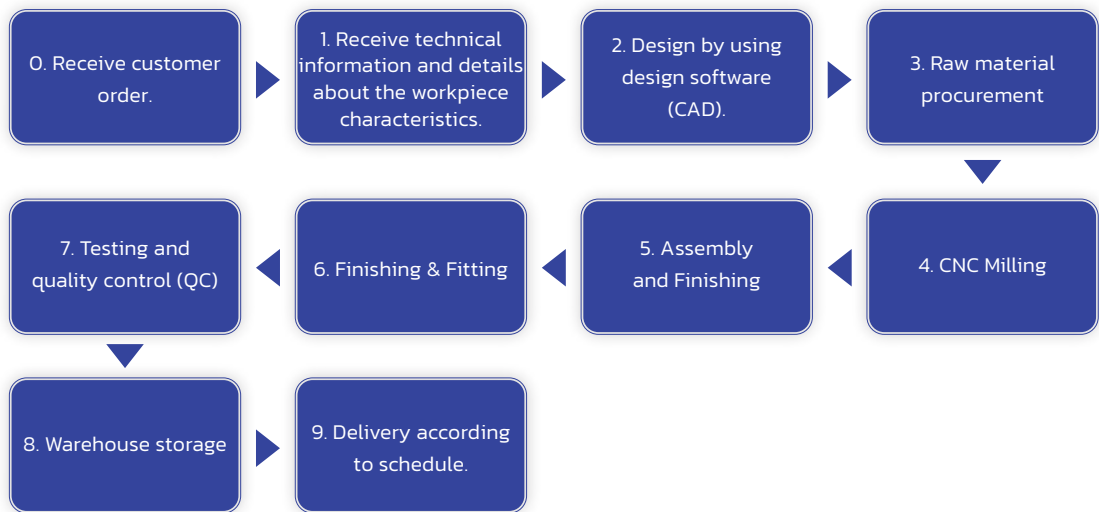 0. Receive customer
order.
1. Receive technical
information and details
about the workpiece
characteristics.
2. Design by using
design software
(CAD).
3. Raw material
procurement
4. CNC Milling
5. Assembly
and Finishing
6. Finishing & Fitting
7. Testing and
quality control (QC)
8. Warehouse storage
9. Delivery according
to schedule.